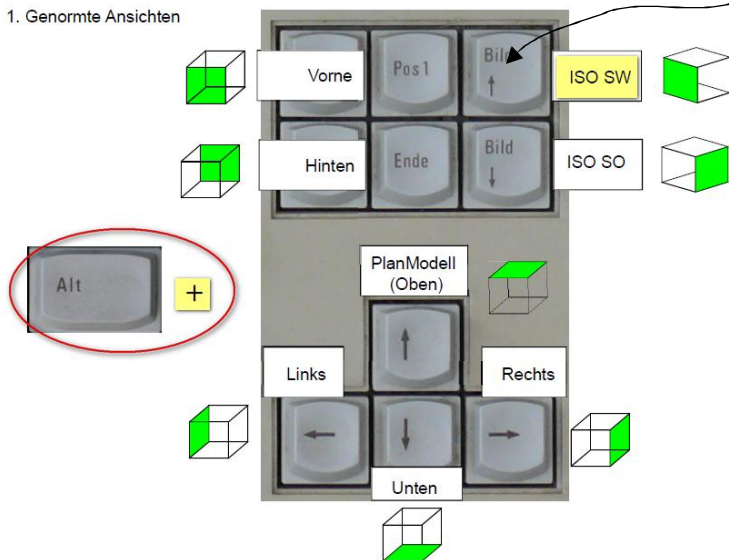 1. Genormte Ansichten
Vorne
Pos1
Bild
ISO SW
Hinten
Ende
Bild
ISO SO
Alt
+
PlanModell
(Oben)
Links
Rechts
Unten